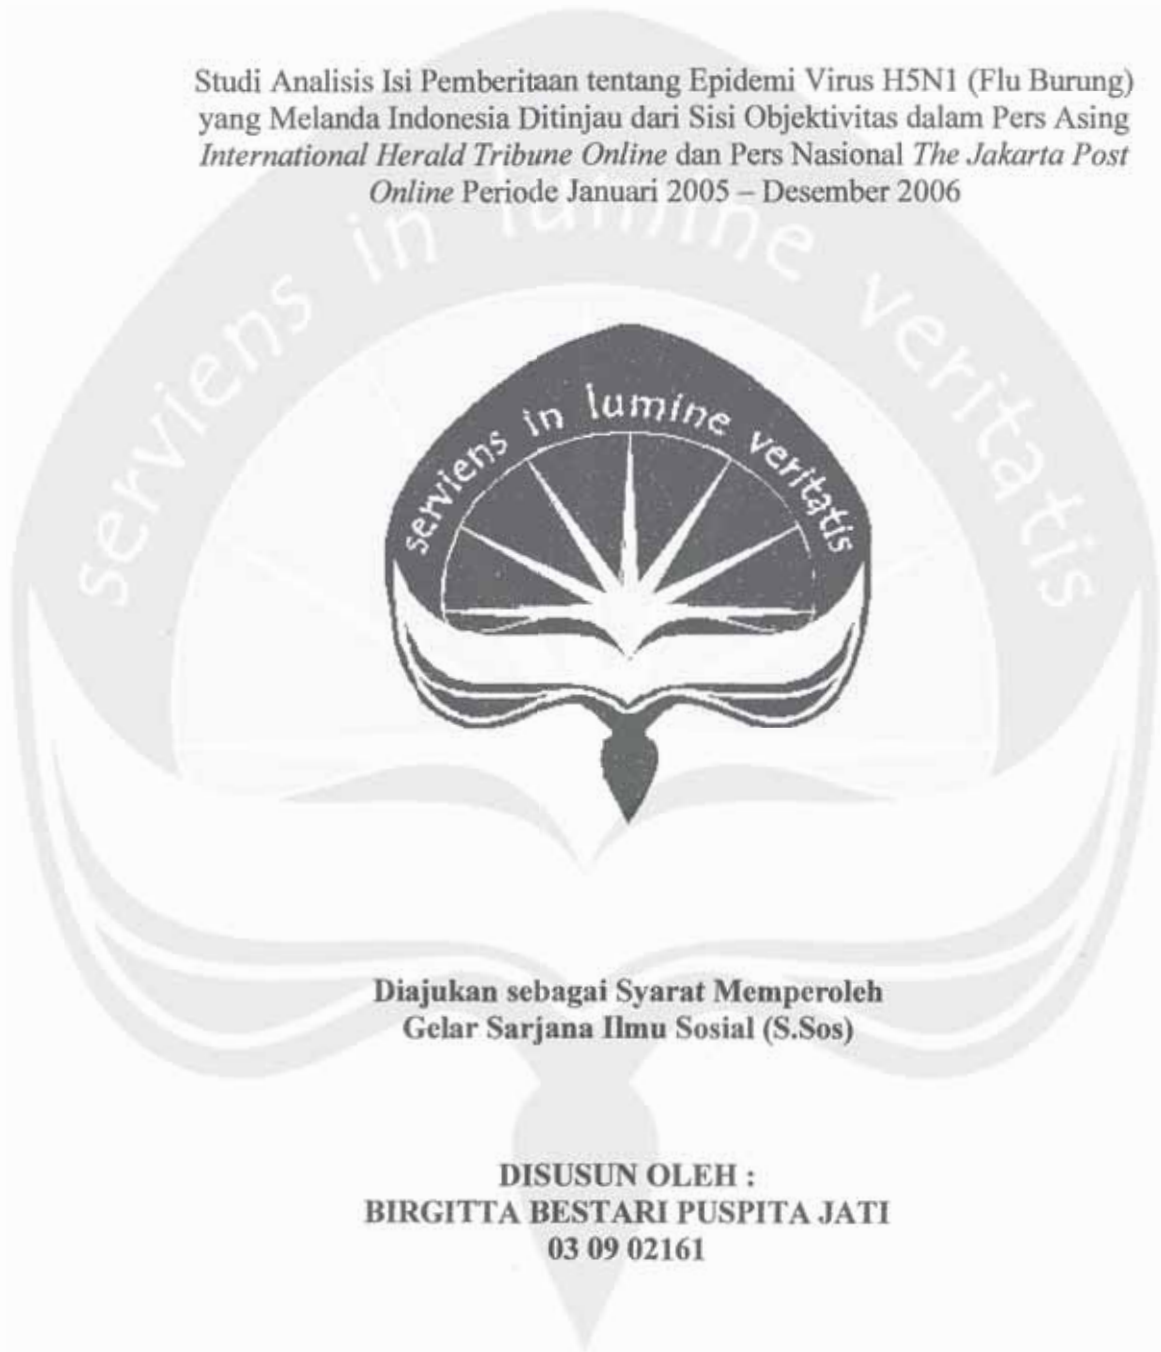 Studi Analisis Isi Pemberitaan tentang Epidemi Virus H5N1 (Flu Burung)
yang Melanda Indonesia Ditinjau dari Sisi Objektivitas dalam Pers Asing
International Herald Tribune Online dan Pers Nasional The Jakarta Post
Online Periode Januari 2005 – Desember 2006
serviens in lumine veritatis
serviens in lumine veritatis
Diajukan sebagai Syarat Memperoleh
Gelar Sarjana Ilmu Sosial (S.Sos)
DISUSUN OLEH :
BIRGITTA BESTARI PUSPITA JATI
03 09 02161